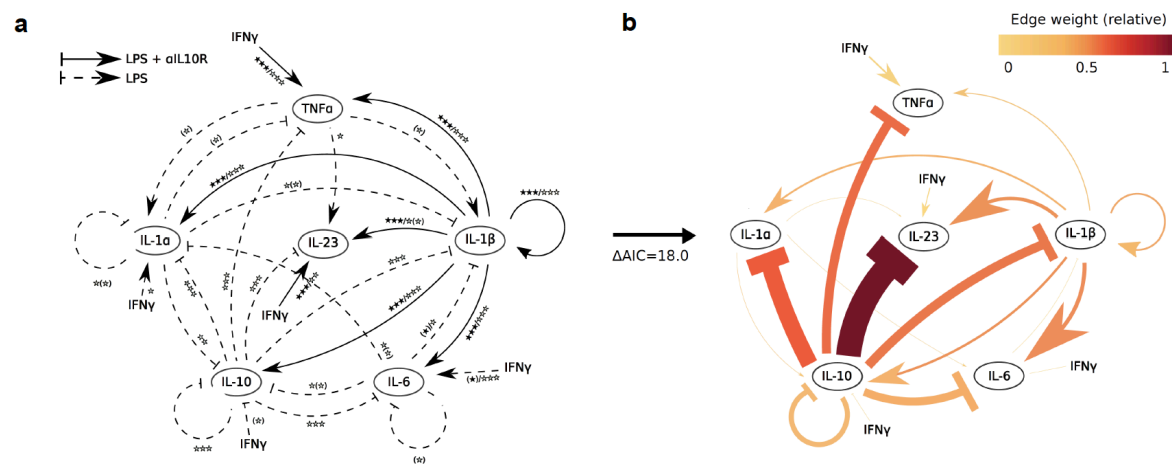 a
IFNγ
LPS + αIL10R
LPS
★★★/☆☆☆
TNFα
(☆)
(☆)
☆
(☆)
★★★/☆☆☆
★★★/☆☆☆
☆(☆)
★★★/☆☆☆
★★★/☆(☆)
IL-1α
IL-23
IL-1β
☆(☆)
☆
☆☆☆
☆☆☆
☆☆☆
☆☆☆
★★★/☆☆
IFNγ
IFNγ
★★★/☆☆☆
★★★/☆☆☆
(★)/☆
☆☆
☆(☆)
IL-10
☆(☆)
IL-6
IFNγ
(★)/☆☆☆
☆☆☆
(☆)
☆☆☆
IFNγ
(☆)
ΔAIC=18.0
b
Edge weight (relative)
0 0.5 1
IFNγ
TNFα
IFNγ
IL-1α
IL-23
IL-1β
IL-10
IL-6
IFNγ
IFNγ